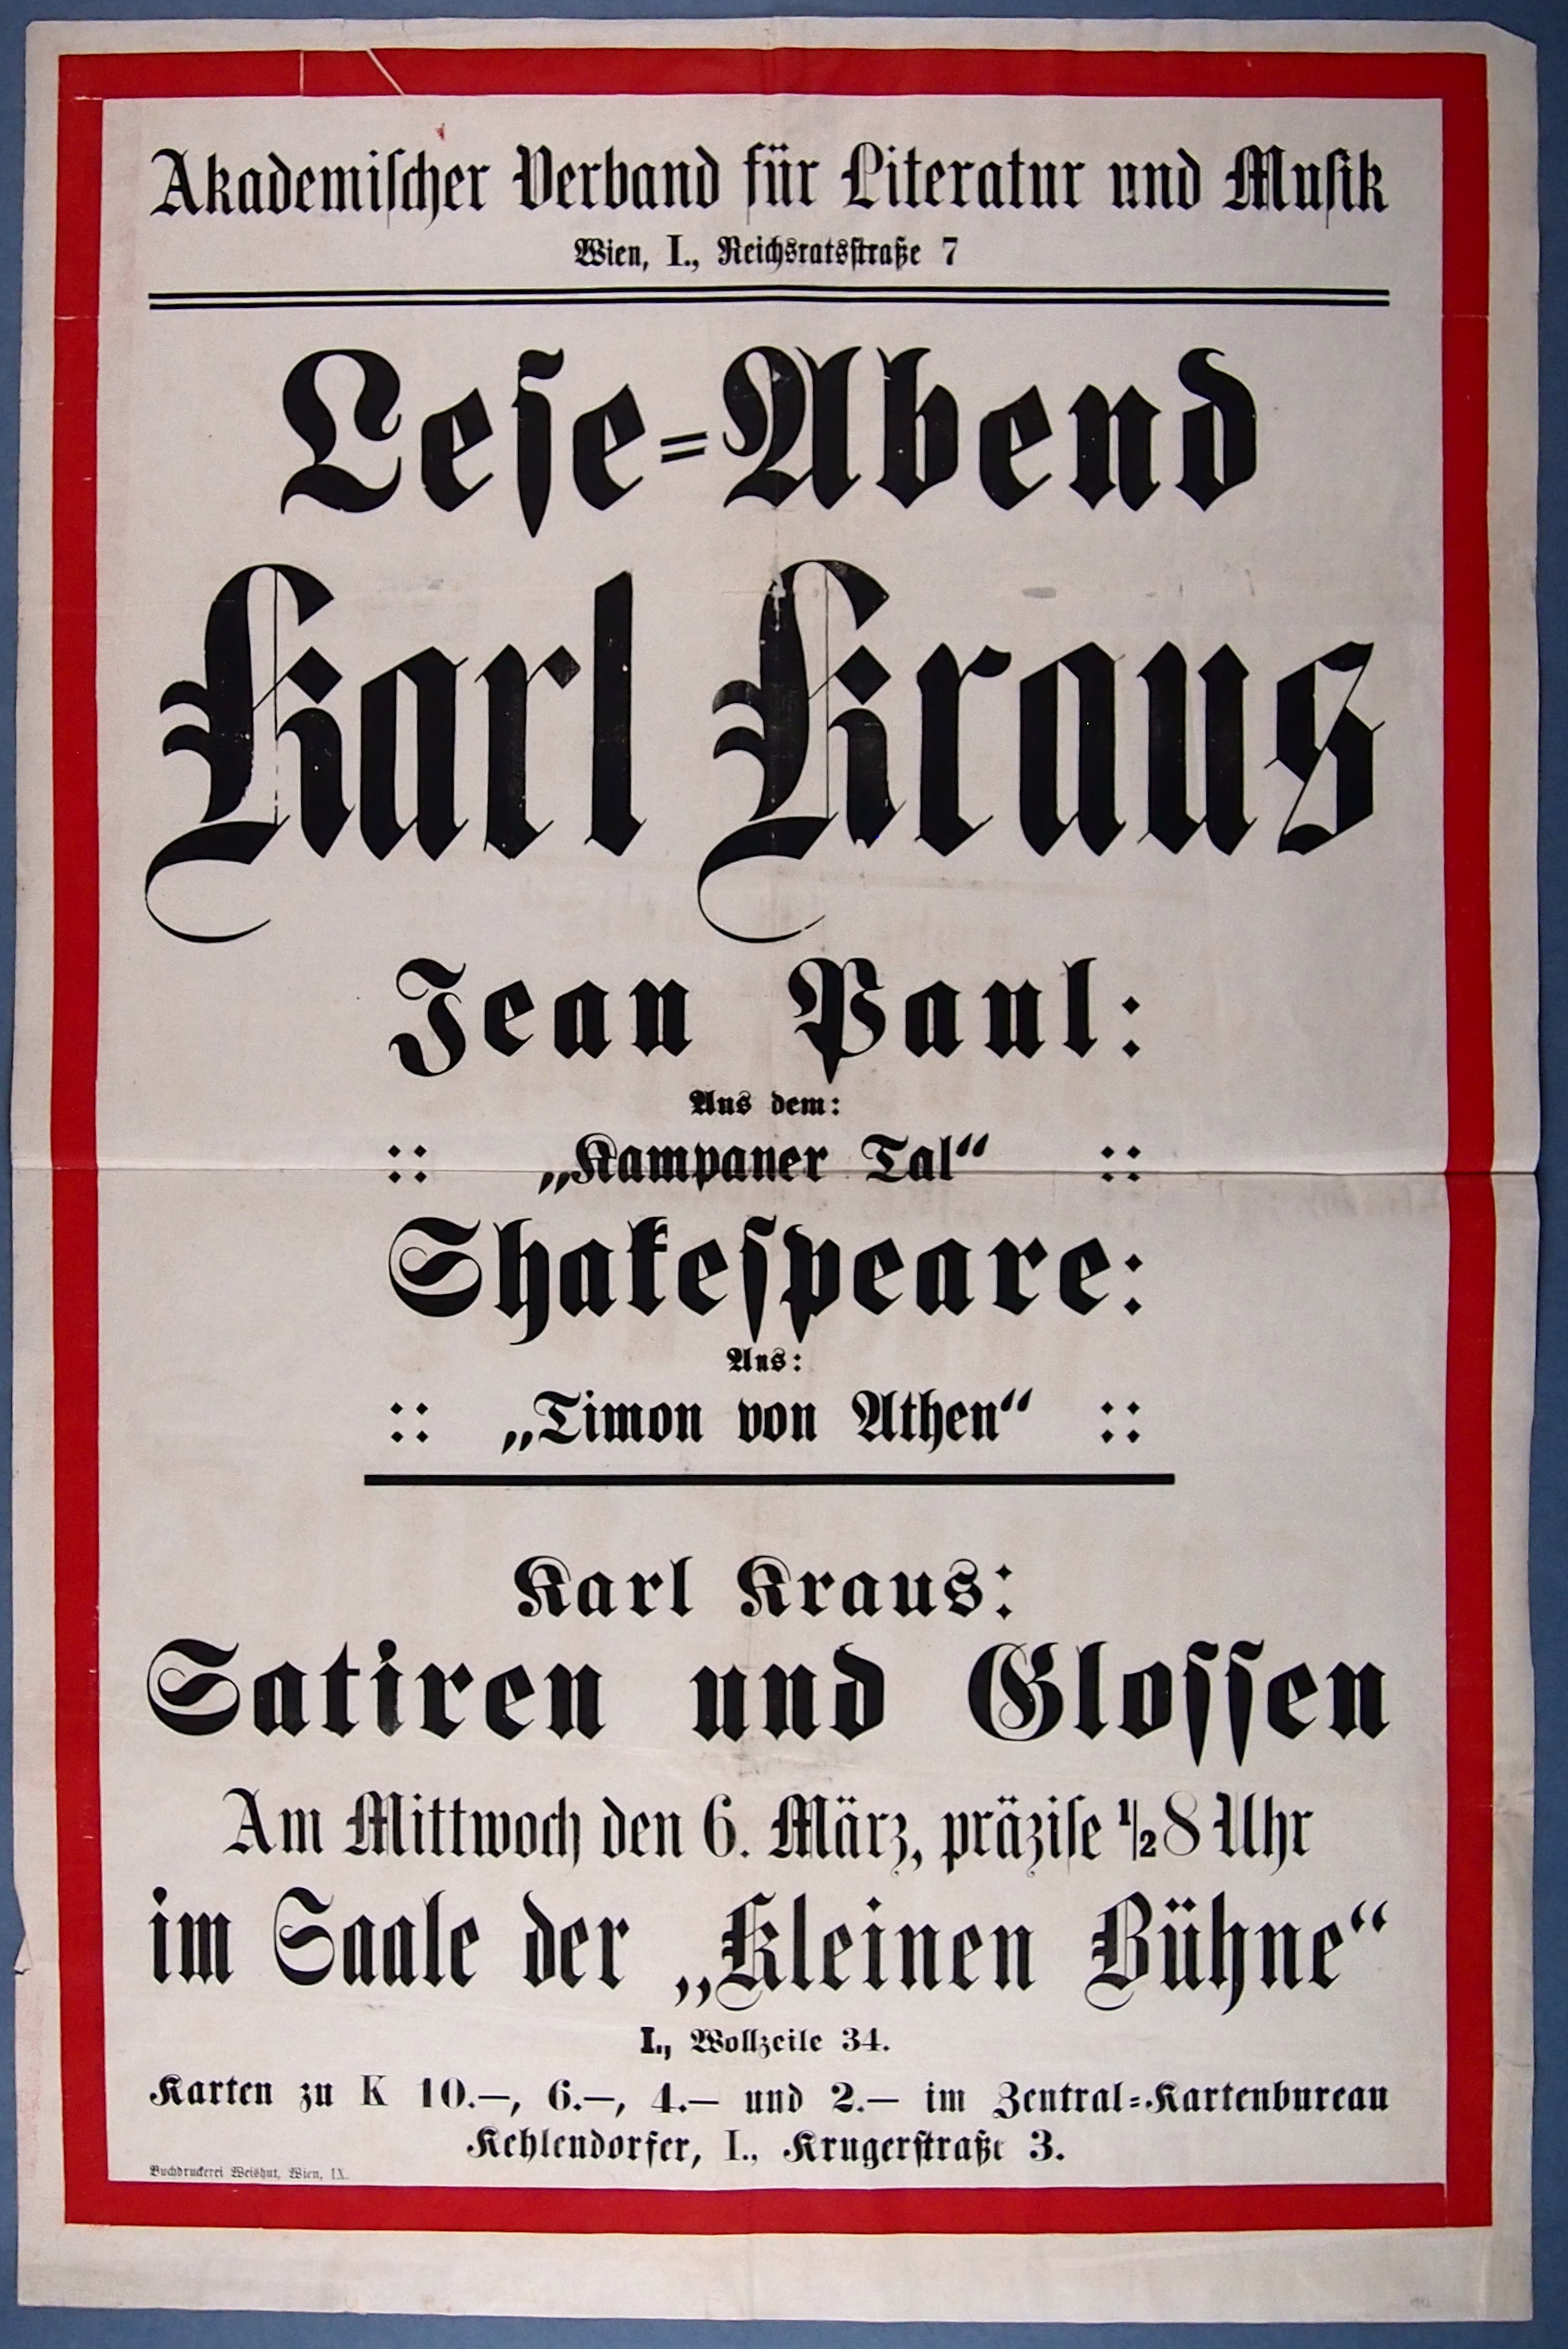 Akademischer Verband für Literatur und Musik
Wien, I., Reichsratsstraße 7
Lese=Abend
Karl Kraus
Jean Paul:
Aus dem:
:: „Kampaner Tal“ ::
Shakespeare:
Aus:
:: „Timon von Athen“ ::
Karl Kraus:
Satiren und Glossen
Am Mittwoch den 6. März, präzise ½8 Uhr
im Saale der „Kleinen Bühne“
I., Wollzeile 34.
Karten zu K 10.—, 6.—, 4.— und 2.— im Zentral=Kartenbureau
Kehlendorfer, I., Krugerstraße 3.
Buchdruckerei Weishut, Wien, IX.